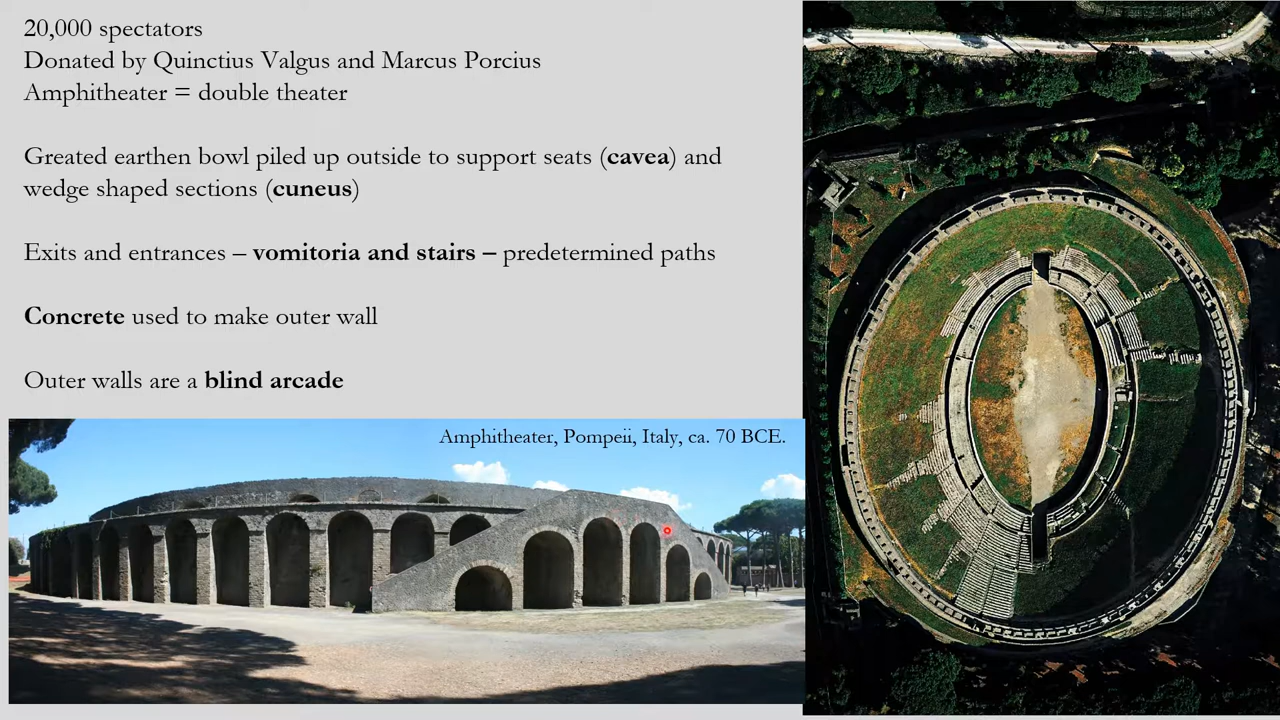 20,000 spectators
Donated by Quinctius Valgus and Marcus Porcius
Amphitheater = double theater
Greated earthen bowl piled up outside to support seats (cavea) and
wedge shaped sections (cuneus)
Exits and entrances – vomitoria and stairs – predetermined paths
Concrete used to make outer wall
Outer walls are a blind arcade
Amphitheater, Pompeii, Italy, ca. 70 BCE.